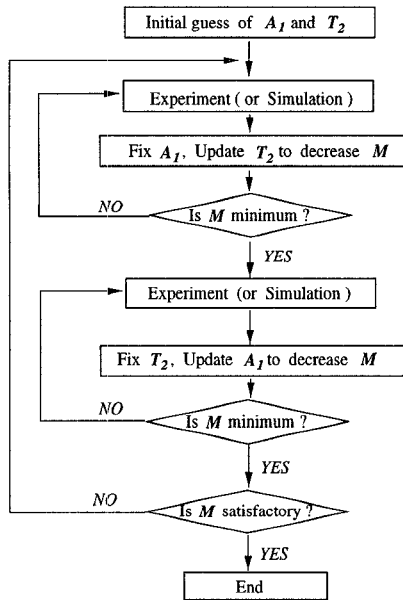 Initial guess of A1 and T2
Experiment ( or Simulation )
Fix A1, Update T2 to decrease M
NO
Is M minimum ?
YES
Experiment (or Simulation )
Fix T2, Update A1 to decrease M
NO
Is M minimum ?
YES
NO
Is M satisfactory ?
YES
End